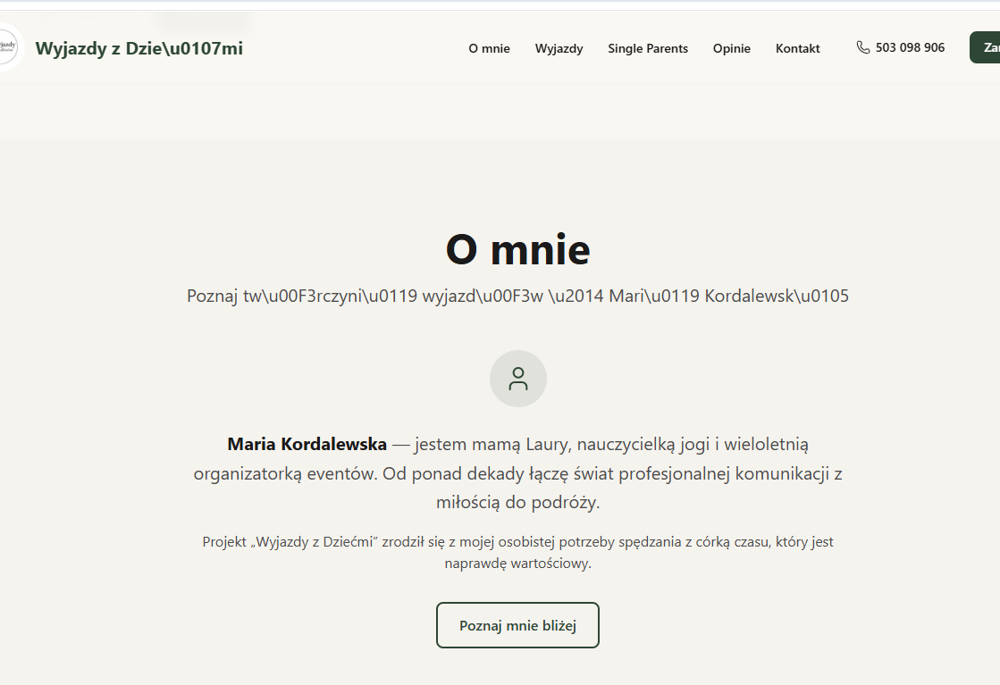 Wyjazdy z Dzie\u0107mi
O mnie Wyjazdy Single Parents Opinie Kontakt 503 098 906
O mnie
Poznaj tw\u00F3rczyni\u0119 wyjazd\u00F3w \u2014 Mari\u0119 Kordalewsk\u0105
Maria Kordalewska — jestem mamą Laury, nauczycielką jogi i wieloletnią
organizatorką eventów. Od ponad dekady łączę świat profesjonalnej komunikacji z
miłością do podróży.
Projekt „Wyjazdy z Dziećmi” zrodził się z mojej osobistej potrzeby spędzania z córką czasu, który jest
naprawdę wartościowy.
Poznaj mnie bliżej